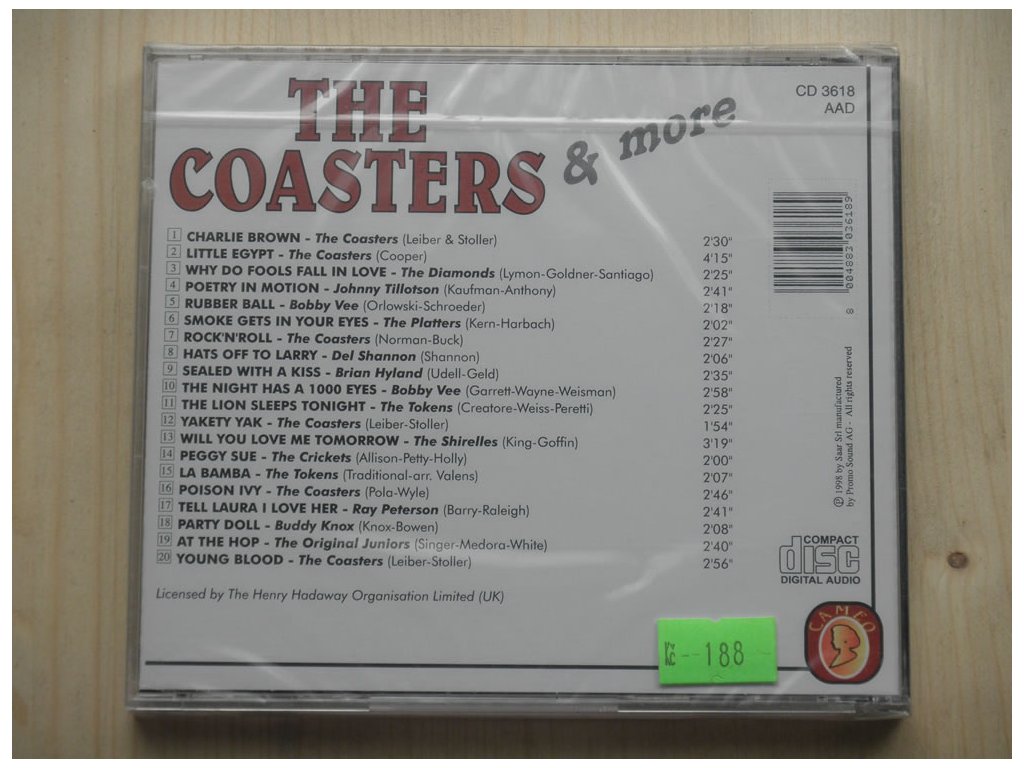 THE
COASTERS
& more
CD 3618
AAD
1 CHARLIE BROWN - The Coasters (Leiber & Stoller) 2'30"
2 LITTLE EGYPT - The Coasters (Cooper) 4'15"
3 WHY DO FOOLS FALL IN LOVE - The Diamonds (Lymon-Goldner-Santiago) 2'25"
4 POETRY IN MOTION - Johnny Tillotson (Kaufman-Anthony) 2'41"
5 RUBBER BALL - Bobby Vee (Orlowski-Schroeder) 2'18"
6 SMOKE GETS IN YOUR EYES - The Platters (Kern-Harbach) 2'02"
7 ROCK'N'ROLL - The Coasters (Norman-Buck) 2'27"
8 HATS OFF TO LARRY - Del Shannon (Shannon) 2'06"
9 SEALED WITH A KISS - Brian Hyland (Udell-Geld) 2'35"
10 THE NIGHT HAS A 1000 EYES - Bobby Vee (Garrett-Wayne-Weisman) 2'58"
11 THE LION SLEEPS TONIGHT - The Tokens (Creatore-Weiss-Peretti) 2'25"
12 YAKETY YAK - The Coasters (Leiber-Stoller) 1'54"
13 WILL YOU LOVE ME TOMORROW - The Shirelles (King-Goffin) 3'19"
14 PEGGY SUE - The Crickets (Allison-Petty-Holly) 2'00"
15 LA BAMBA - The Tokens (Traditional-arr. Valens) 2'07"
16 POISON IVY - The Coasters (Pola-Wyle) 2'46"
17 TELL LAURA I LOVE HER - Ray Peterson (Barry-Raleigh) 2'41"
18 PARTY DOLL - Buddy Knox (Knox-Bowen) 2'08"
19 AT THE HOP - The Original Juniors (Singer-Medora-White) 2'40"
20 YOUNG BLOOD - The Coasters (Leiber-Stoller) 2'56"
Licensed by The Henry Hadaway Organisation Limited (UK)
8 004883 036189
℗ 1998 by Saar Srl manufactured
by Promo Sound AG - All rights reserved
COMPACT
disc
DIGITAL AUDIO
CAMEO
Kč --188 -